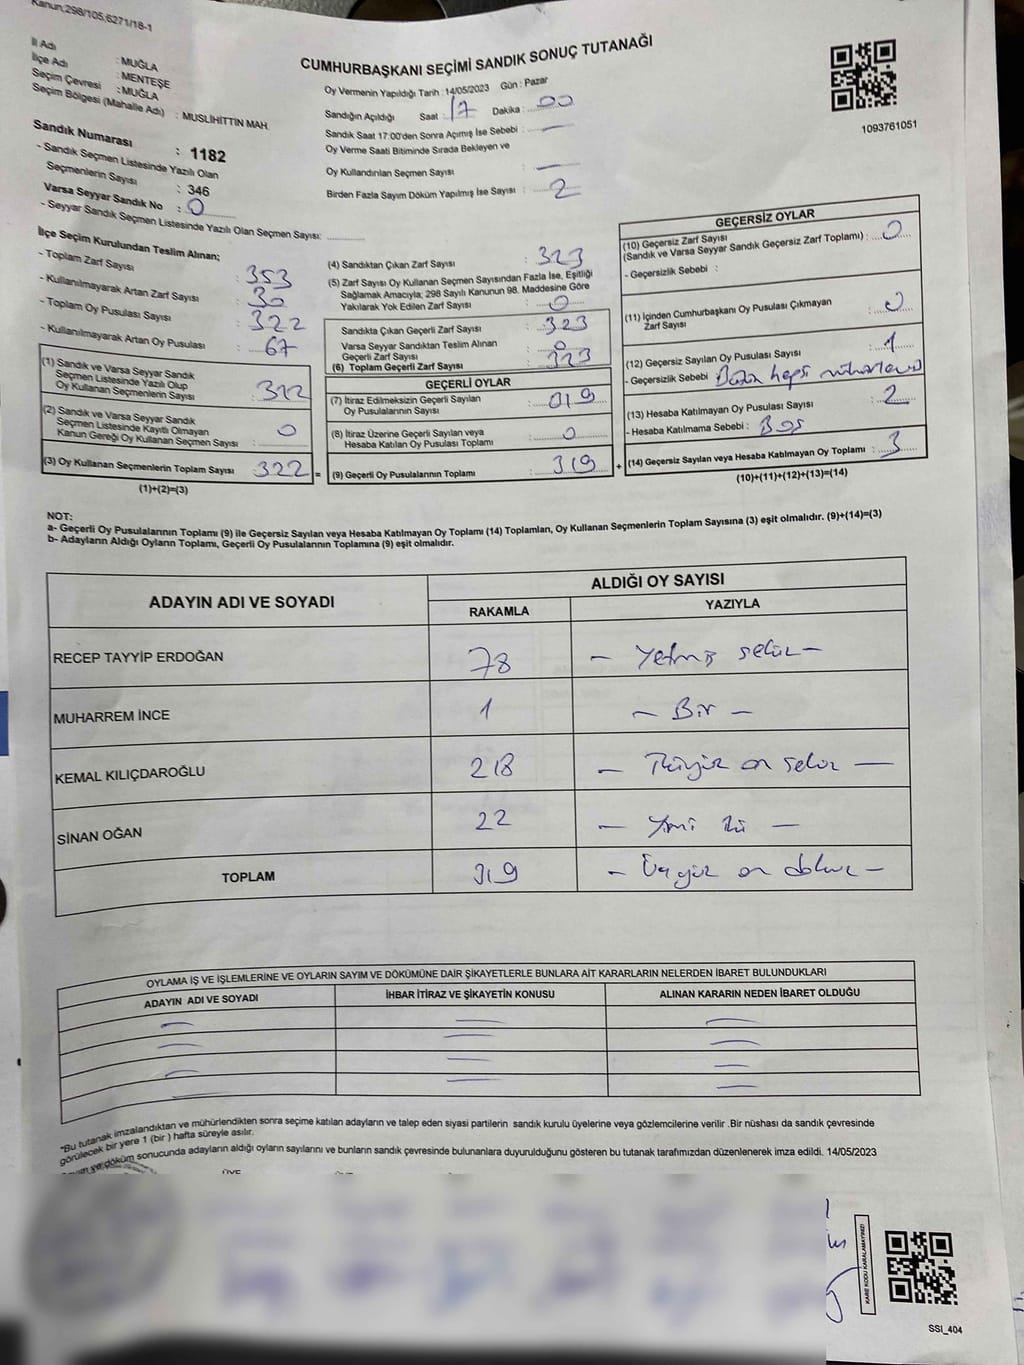 Kanun;298/105,6271/18-1
İl Adı : MUĞLA
İlçe Adı : MENTEŞE
Seçim Çevresi : MUĞLA
Seçim Bölgesi (Mahalle Adı) : MUSLİHİTTİN MAH.
Sandık Numarası : 1182
- Sandık Seçmen Listesinde Yazılı Olan
Seçmenlerin Sayısı : 346
Varsa Seyyar Sandık No : 0
- Seyyar Sandık Seçmen Listesinde Yazılı Olan Seçmen Sayısı: ..............
CUMHURBAŞKANI SEÇİMİ SANDIK SONUÇ TUTANAĞI
Oy Vermenin Yapıldığı Tarih : 14/05/2023 Gün : Pazar
Sandığın Açıldığı Saat : 17 Dakika : 00
Sandık Saat 17:00'den Sonra Açımış İse Sebebi : —
Oy Verme Saati Bitiminde Sırada Bekleyen ve
Oy Kullandırılan Seçmen Sayısı : —
Birden Fazla Sayım Döküm Yapılmış İse Sayısı : 2
1093761051
İlçe Seçim Kurulundan Teslim Alınan;
- Toplam Zarf Sayısı : 353
- Kullanılmayarak Artan Zarf Sayısı : 30
- Toplam Oy Pusulası Sayısı : 322
- Kullanılmayarak Artan Oy Pusulası : 67
(1) Sandık ve Varsa Seyyar Sandık
Seçmen Listesinde Yazılı Olup
Oy Kullanan Seçmenlerin Sayısı : 322
(2) Sandık ve Varsa Seyyar Sandık
Seçmen Listesinde Kayıtlı Olmayan
Kanun Gereği Oy Kullanan Seçmen Sayısı : 0
(3) Oy Kullanan Seçmenlerin Toplam Sayısı : 322 =
(1)+(2)=(3)
(4) Sandıktan Çıkan Zarf Sayısı : 323
(5) Zarf Sayısı Oy Kullanan Seçmen Sayısından Fazla İse, Eşitliği
Sağlamak Amacıyla; 298 Sayılı Kanunun 98. Maddesine Göre
Yakılarak Yok Edilen Zarf Sayısı : 0
Sandıkta Çıkan Geçerli Zarf Sayısı : 323
Varsa Seyyar Sandıktan Teslim Alınan
Geçerli Zarf Sayısı : 0
(6) Toplam Geçerli Zarf Sayısı : 323
GEÇERLİ OYLAR
(7) İtiraz Edilmeksizin Geçerli Sayılan
Oy Pusulalarının Sayısı : 319
(8) İtiraz Üzerine Geçerli Sayılan veya
Hesaba Katılan Oy Pusulası Toplamı : 0
(9) Geçerli Oy Pusulalarının Toplamı : 319 +
GEÇERSİZ OYLAR
(10) Geçersiz Zarf Sayısı
(Sandık ve Varsa Seyyar Sandık Geçersiz Zarf Toplamı) : 0
- Geçersizlik Sebebi :
(11) İçinden Cumhurbaşkanı Oy Pusulası Çıkmayan
Zarf Sayısı : 0
(12) Geçersiz Sayılan Oy Pusulası Sayısı : 1
- Geçersizlik Sebebi : hepsi
(13) Hesaba Katılmayan Oy Pusulası Sayısı : 2
- Hesaba Katılmama Sebebi : Boş
(14) Geçersiz Sayılan veya Hesaba Katılmayan Oy Toplamı : 3
(10)+(11)+(12)+(13)=(14)
NOT:
a- Geçerli Oy Pusulalarının Toplamı (9) ile Geçersiz Sayılan veya Hesaba Katılmayan Oy Toplamı (14) Toplamları, Oy Kullanan Seçmenlerin Toplam Sayısına (3) eşit olmalıdır. (9)+(14)=(3)
b- Adayların Aldığı Oyların Toplamı, Geçerli Oy Pusulalarının Toplamına (9) eşit olmalıdır.
ADAYIN ADI VE SOYADI
ALDIĞI OY SAYISI
RAKAMLA YAZIYLA
RECEP TAYYİP ERDOĞAN 78 – Yetmiş sekiz –
MUHARREM İNCE 1 – Bir –
KEMAL KILIÇDAROĞLU 218 – İkiyüz on sekiz –
SİNAN OĞAN 22 – Yirmi iki –
TOPLAM 319 – Üçyüz on dokuz –
OYLAMA İŞ VE İŞLEMLERİNE VE OYLARIN SAYIM VE DÖKÜMÜNE DAİR ŞİKAYETLERLE BUNLARA AİT KARARLARIN NELERDEN İBARET BULUNDUKLARI
ADAYIN ADI VE SOYADI İHBAR İTİRAZ VE ŞİKAYETİN KONUSU ALINAN KARARIN NEDEN İBARET OLDUĞU
*Bu tutanak imzalandıktan ve mühürlendikten sonra seçime katılan adayların ve talep eden siyasi partilerin sandık kurulu üyelerine veya gözlemcilerine verilir .Bir nüshası da sandık çevresinde
görülecek bir yere 1 (bir ) hafta süreyle asılır.
ve döküm sonucunda adayların aldığı oyların sayılarını ve bunların sandık çevresinde bulunanlara duyurulduğunu gösteren bu tutanak tarafımızdan düzenlenerek imza edildi. 14/05/2023
ÜYE
KARE KODU KARALAMAYINIZ!
SSI_404